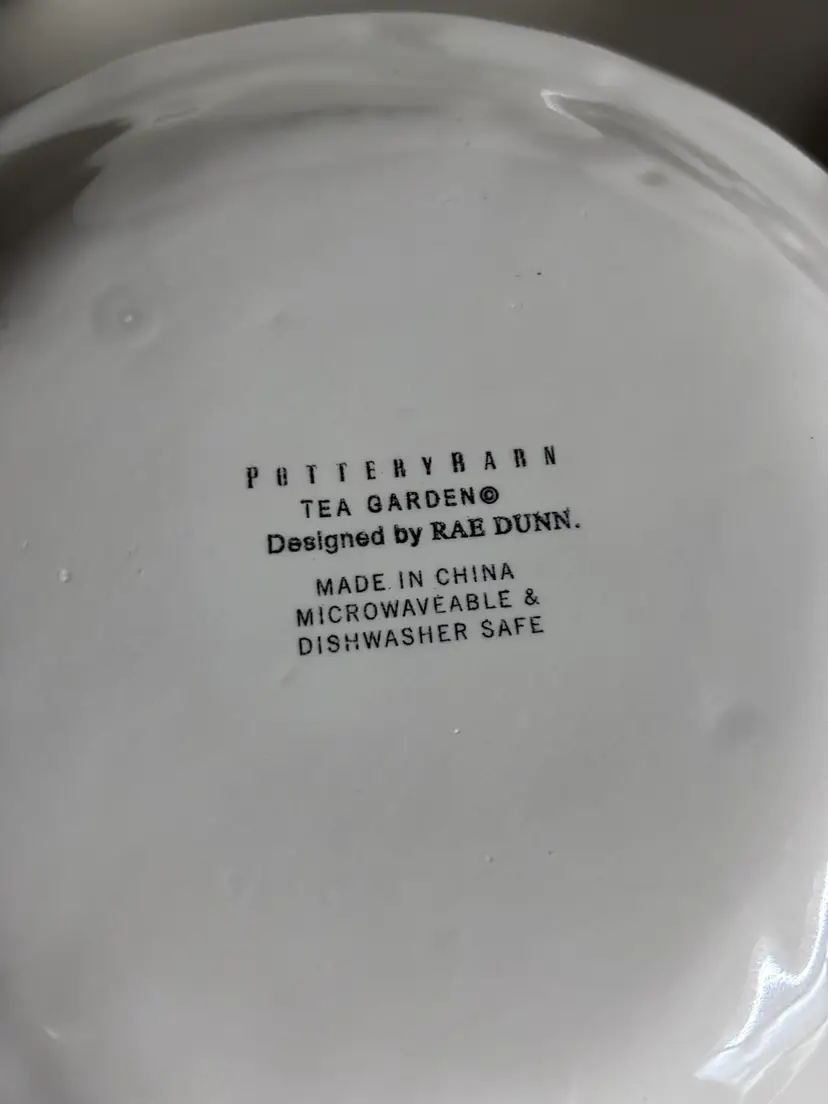 POTTERYBARN
TEA GARDEN©
Designed by RAE DUNN.
MADE IN CHINA
MICROWAVEABLE &
DISHWASHER SAFE